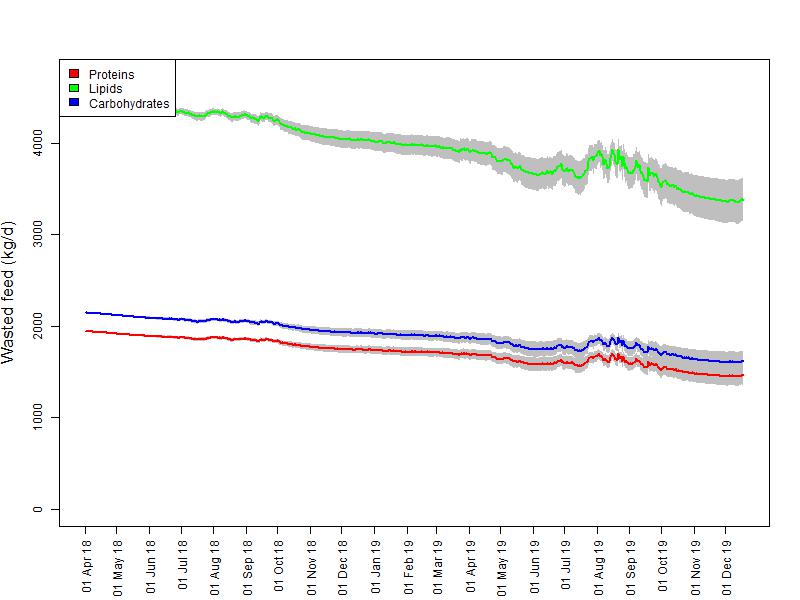 Proteins
Lipids
Carbohydrates
Wasted feed (kg/d)
4000
3000
2000
1000
0
01 Apr 18
01 May 18
01 Jun 18
01 Jul 18
01 Aug 18
01 Sep 18
01 Oct 18
01 Nov 18
01 Dec 18
01 Jan 19
01 Feb 19
01 Mar 19
01 Apr 19
01 May 19
01 Jun 19
01 Jul 19
01 Aug 19
01 Sep 19
01 Oct 19
01 Nov 19
01 Dec 19